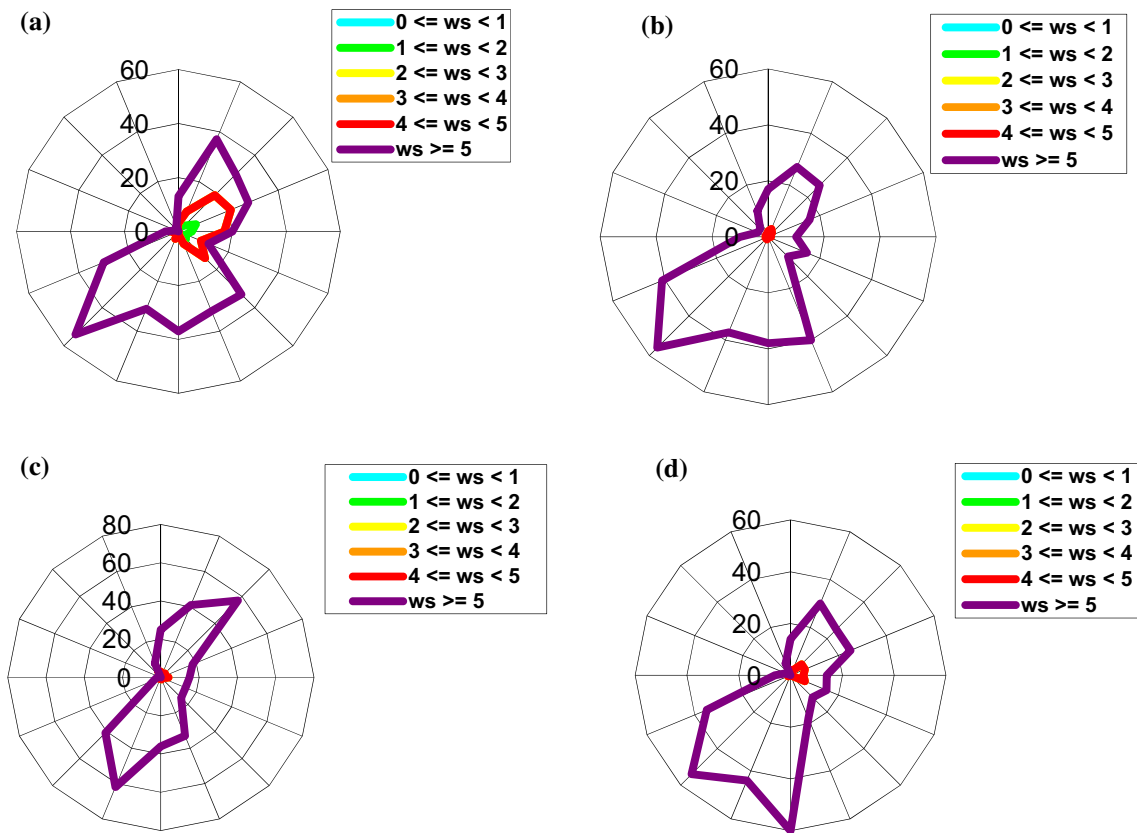 (a)
0 <= ws < 1
1 <= ws < 2
2 <= ws < 3
3 <= ws < 4
4 <= ws < 5
ws >= 5
60
40
20
0
(b)
0 <= ws < 1
1 <= ws < 2
2 <= ws < 3
3 <= ws < 4
4 <= ws < 5
ws >= 5
60
40
20
0
(c)
0 <= ws < 1
1 <= ws < 2
2 <= ws < 3
3 <= ws < 4
4 <= ws < 5
ws >= 5
80
60
40
20
0
(d)
0 <= ws < 1
1 <= ws < 2
2 <= ws < 3
3 <= ws < 4
4 <= ws < 5
ws >= 5
60
40
20
0